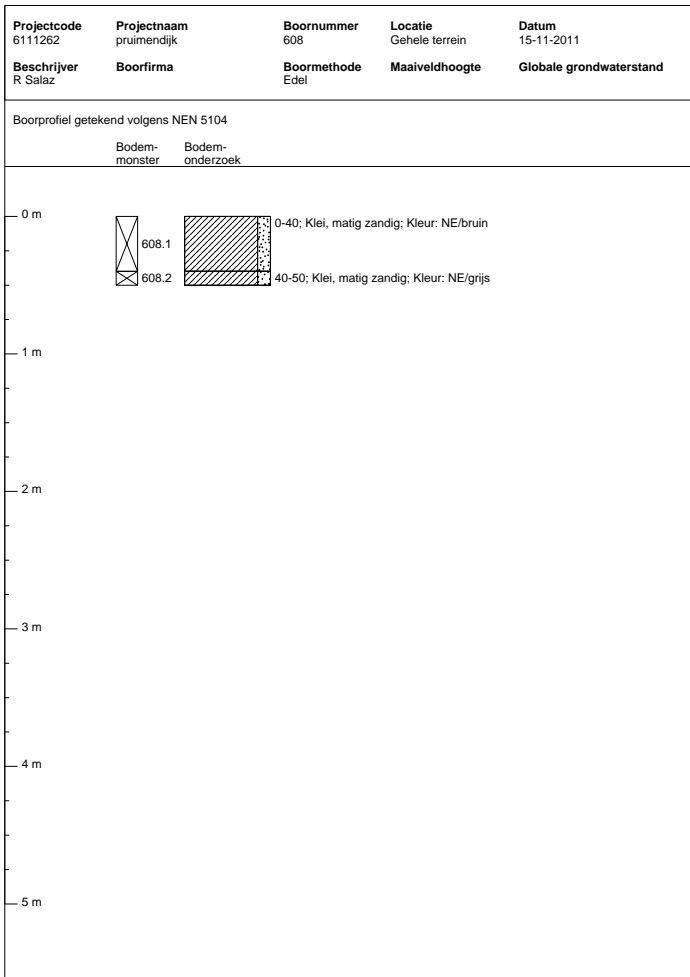 Projectcode Projectnaam Boornummer Locatie Datum
6111262 pruimendijk 608 Gehele terrein 15-11-2011
Beschrijver Boorfirma Boormethode Maaiveldhoogte Globale grondwaterstand
R Salaz Edel
Boorprofiel getekend volgens NEN 5104
Bodem- Bodem-
monster onderzoek
0 m
0-40; Klei, matig zandig; Kleur: NE/bruin
608.1
608.2 40-50; Klei, matig zandig; Kleur: NE/grijs
1 m
2 m
3 m
4 m
5 m